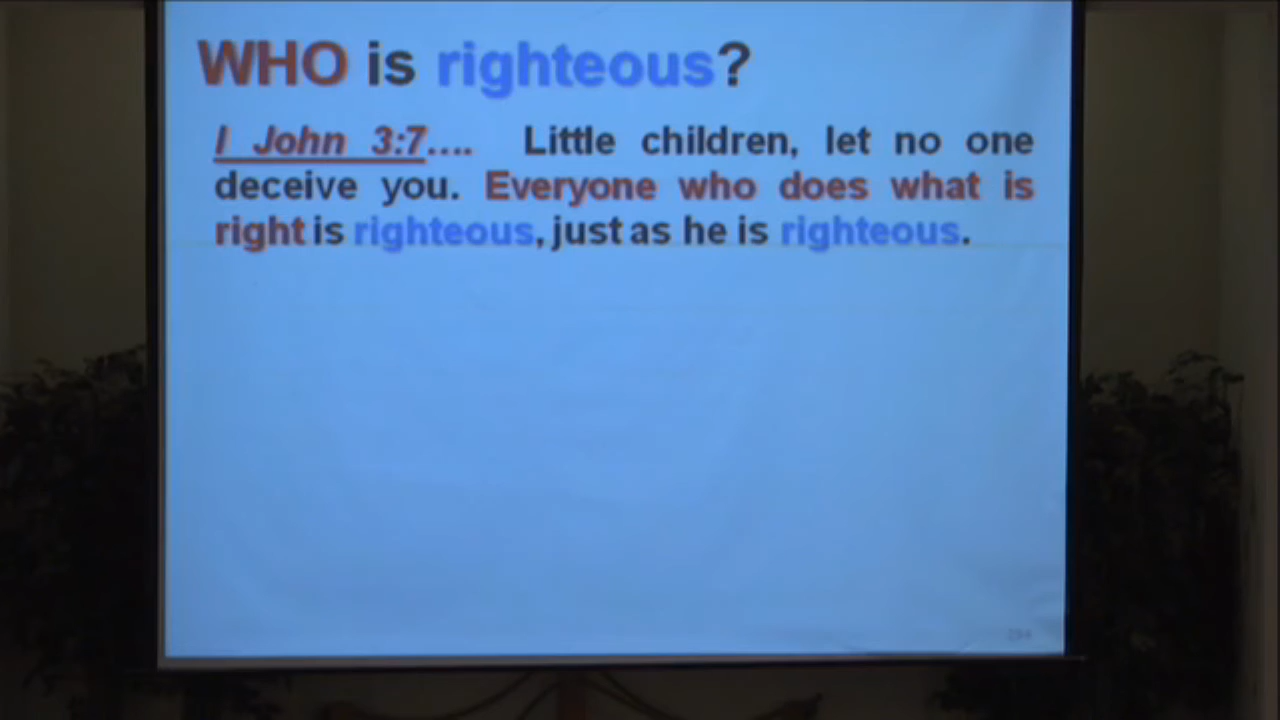 WHO is righteous?
I John 3:7.... Little children, let no one
deceive you. Everyone who does what is
right is righteous, just as he is
righteous.